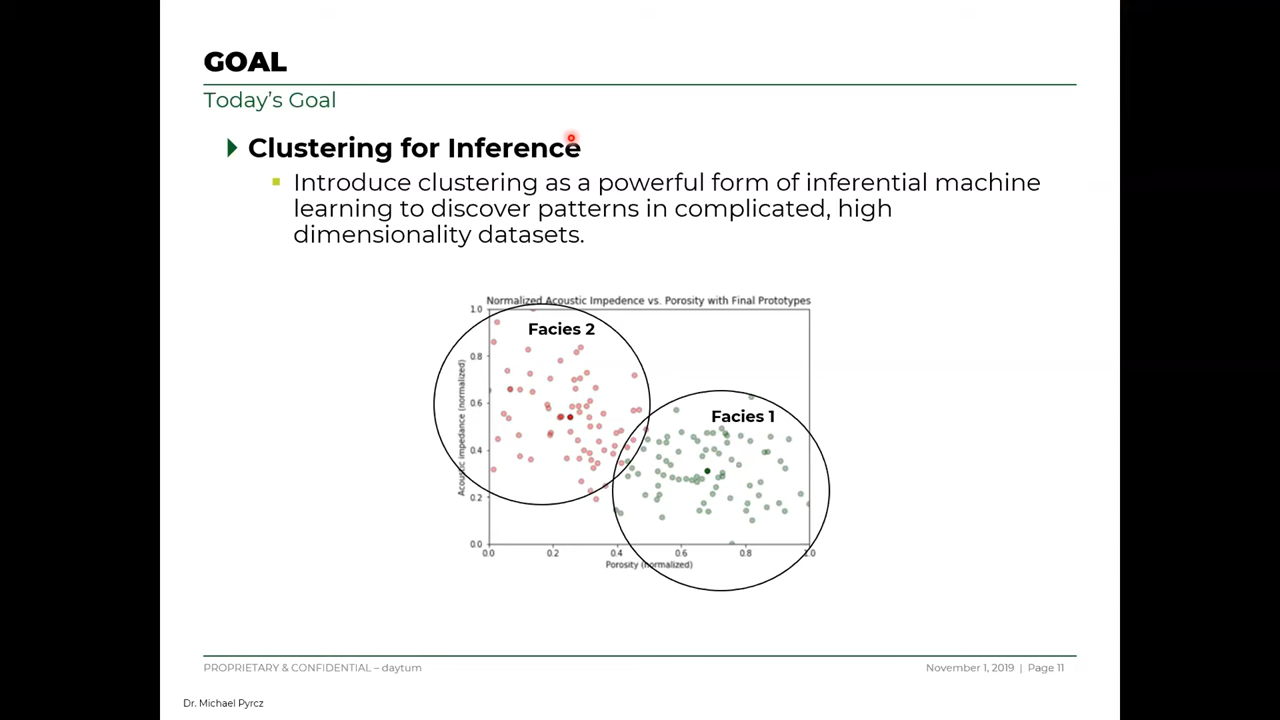 GOAL
Today's Goal
Clustering for Inference
Introduce clustering as a powerful form of inferential machine
learning to discover patterns in complicated, high
dimensionality datasets.
Normalized Acoustic Impedence vs. Porosity with Final Prototypes
Facies 2
Facies 1
Acoustic impedance (normalized)
1.0
0.8
0.6
0.4
0.2
0.0
0.0 0.2 0.4 0.6 0.8 1.0
Porosity (normalized)
PROPRIETARY & CONFIDENTIAL – daytum
November 1, 2019 | Page 11
Dr. Michael Pyrcz